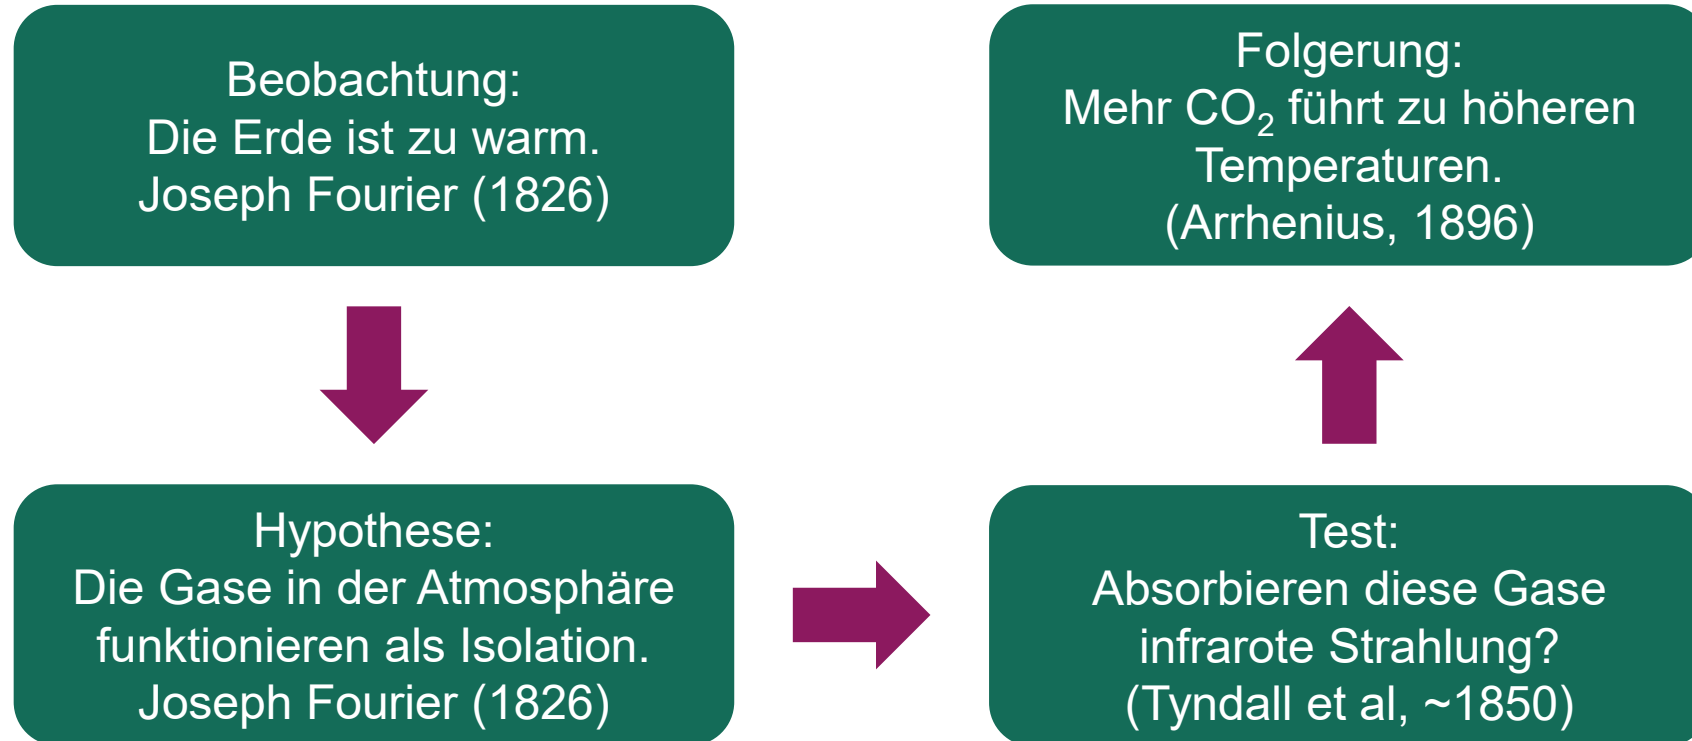 Beobachtung:
Die Erde ist zu warm.
Joseph Fourier (1826)
Hypothese:
Die Gase in der Atmosphäre
funktionieren als Isolation.
Joseph Fourier (1826)
Test:
Absorbieren diese Gase
infrarote Strahlung?
(Tyndall et al, ~1850)
Folgerung:
Mehr CO₂ führt zu höheren
Temperaturen.
(Arrhenius, 1896)